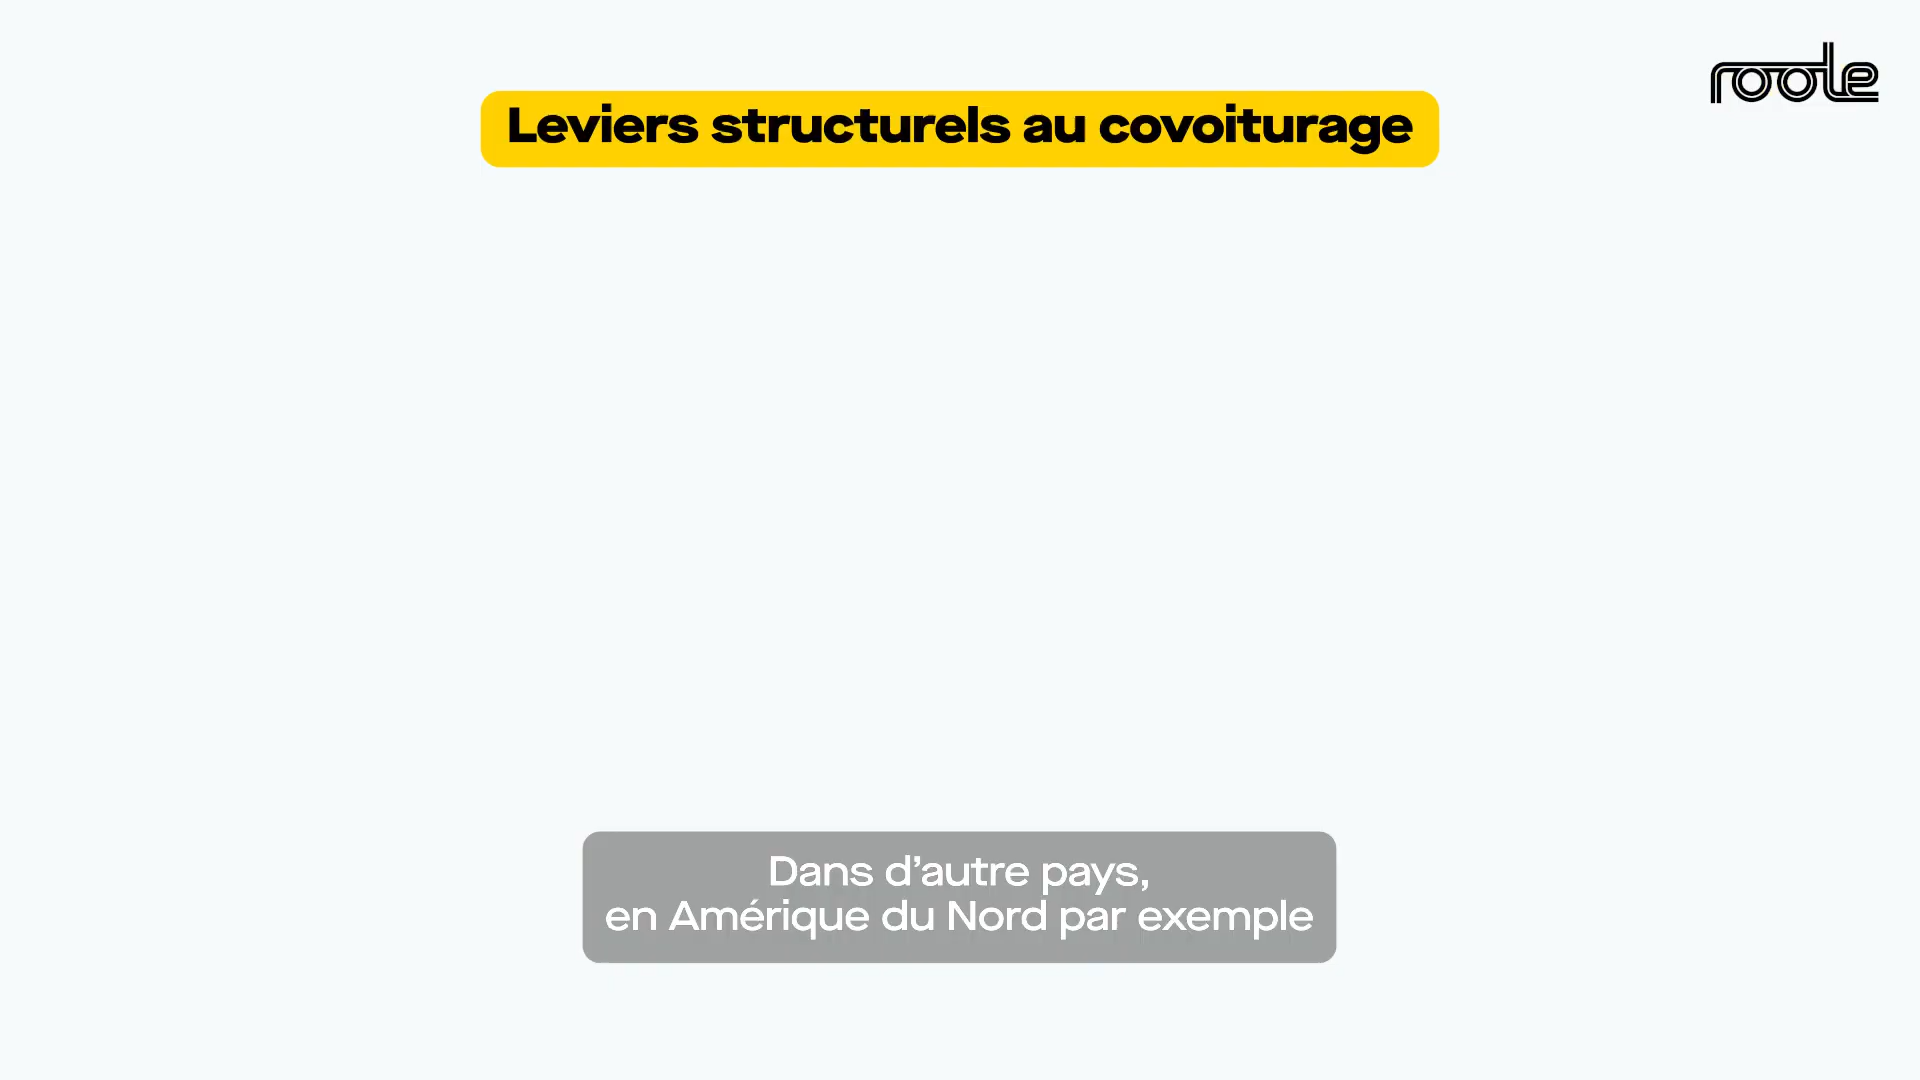 roole
Leviers structurels au covoiturage
Dans d’autre pays,
en Amérique du Nord par exemple